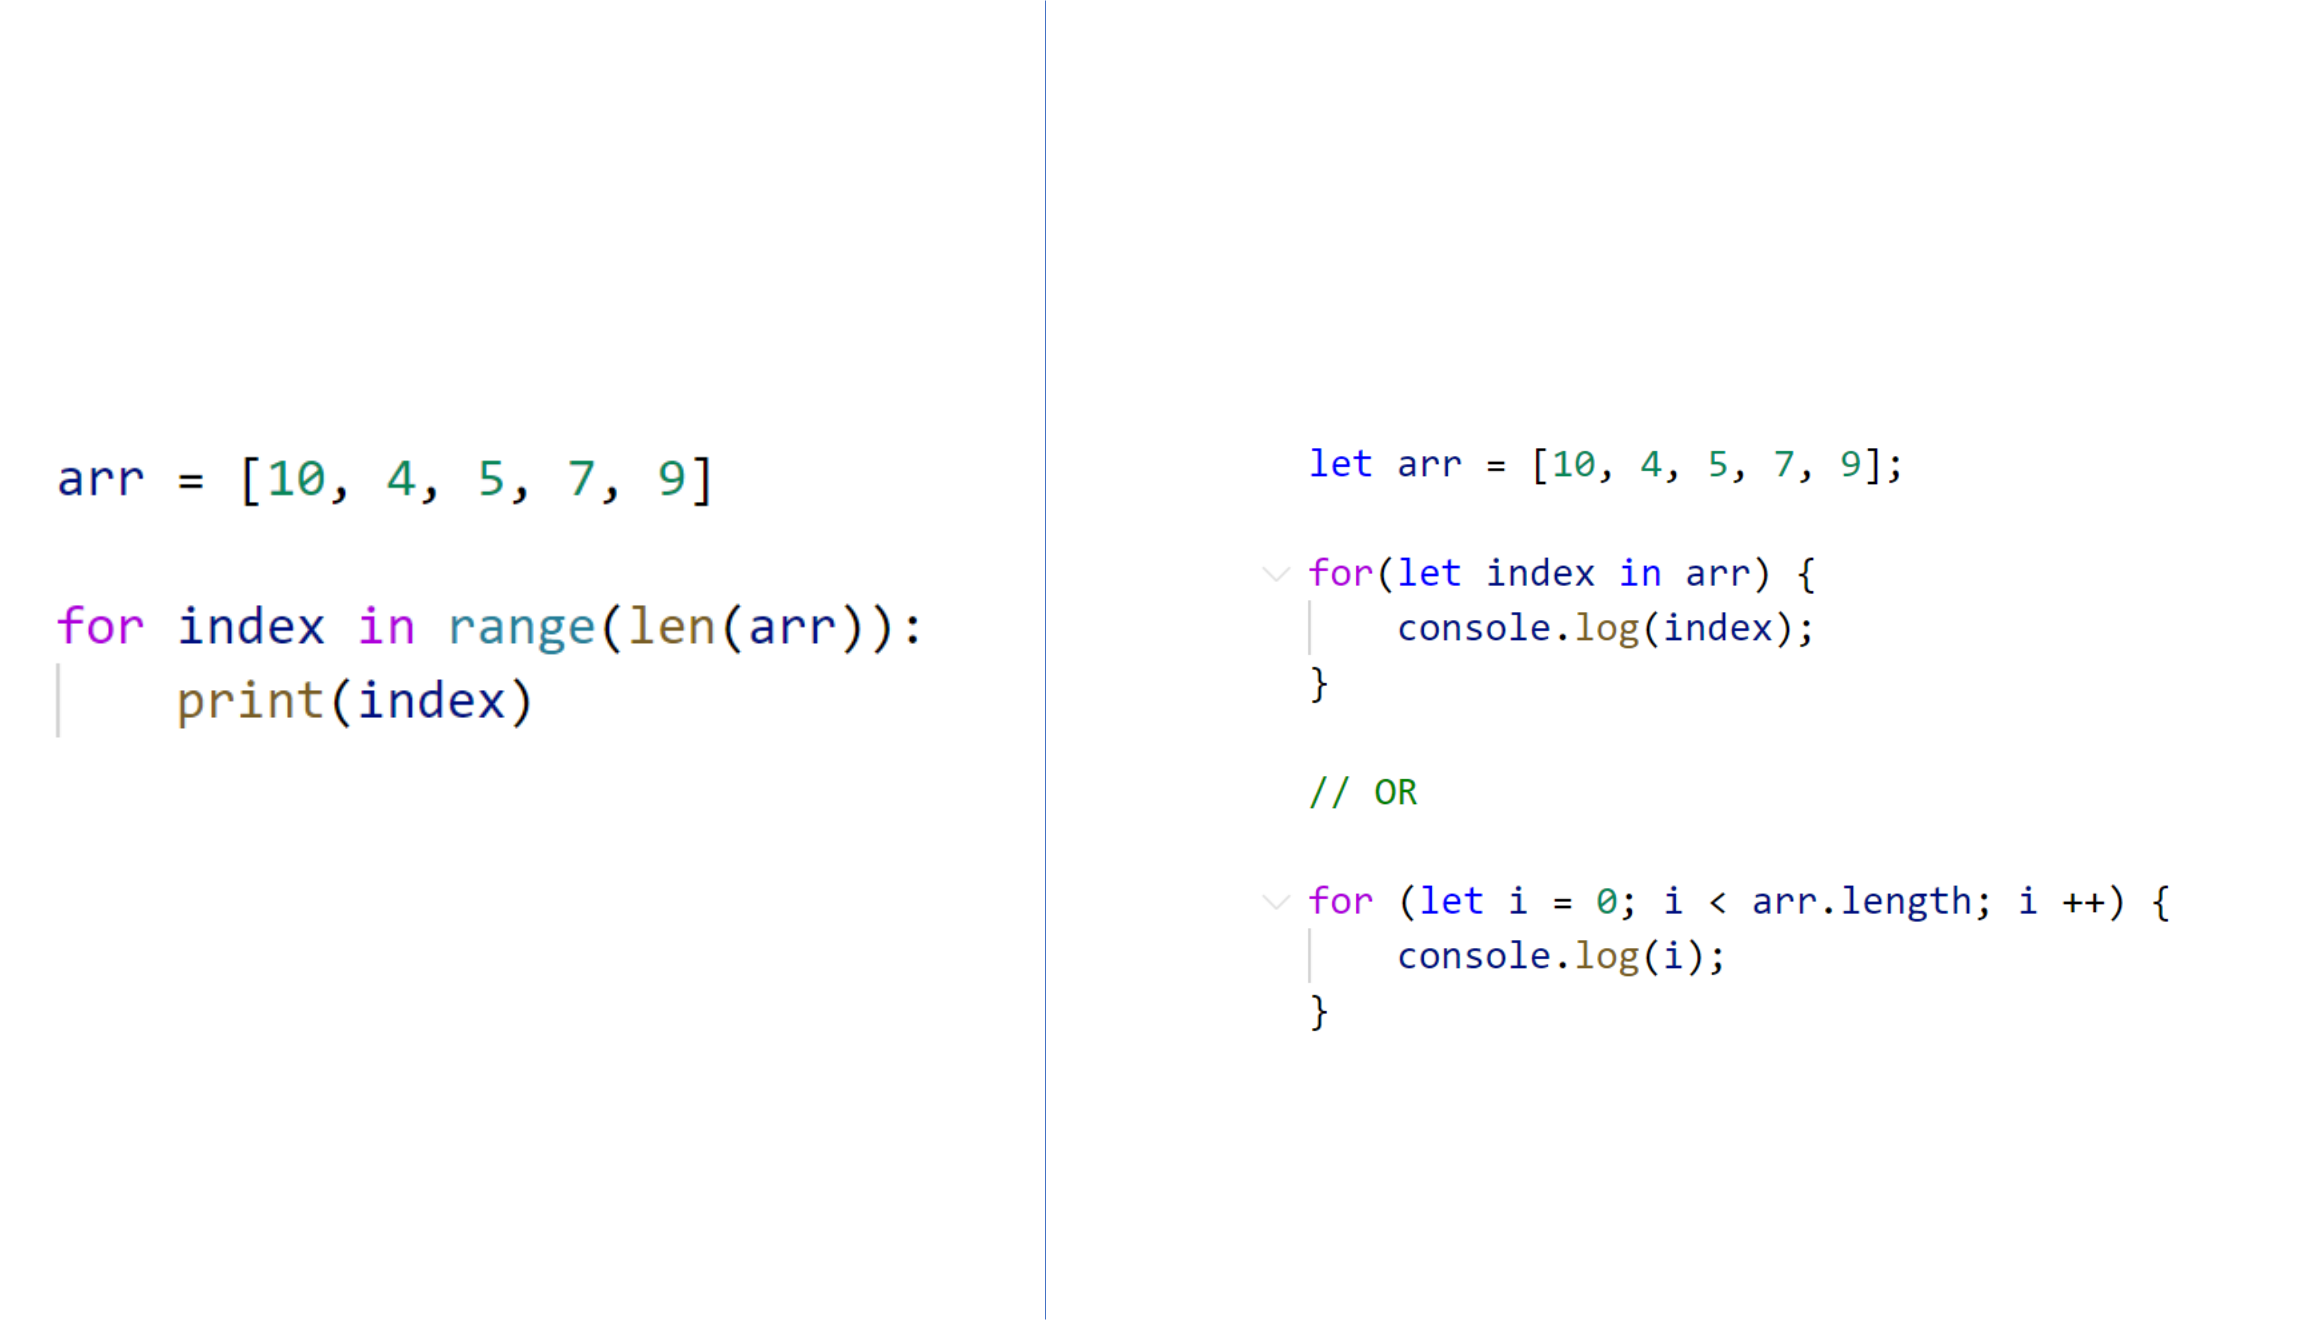 arr = [10, 4, 5, 7, 9]
for index in range(len(arr)):
    print(index)
let arr = [10, 4, 5, 7, 9];
for(let index in arr) {
    console.log(index);
}
// OR
for (let i = 0; i < arr.length; i ++) {
    console.log(i);
}